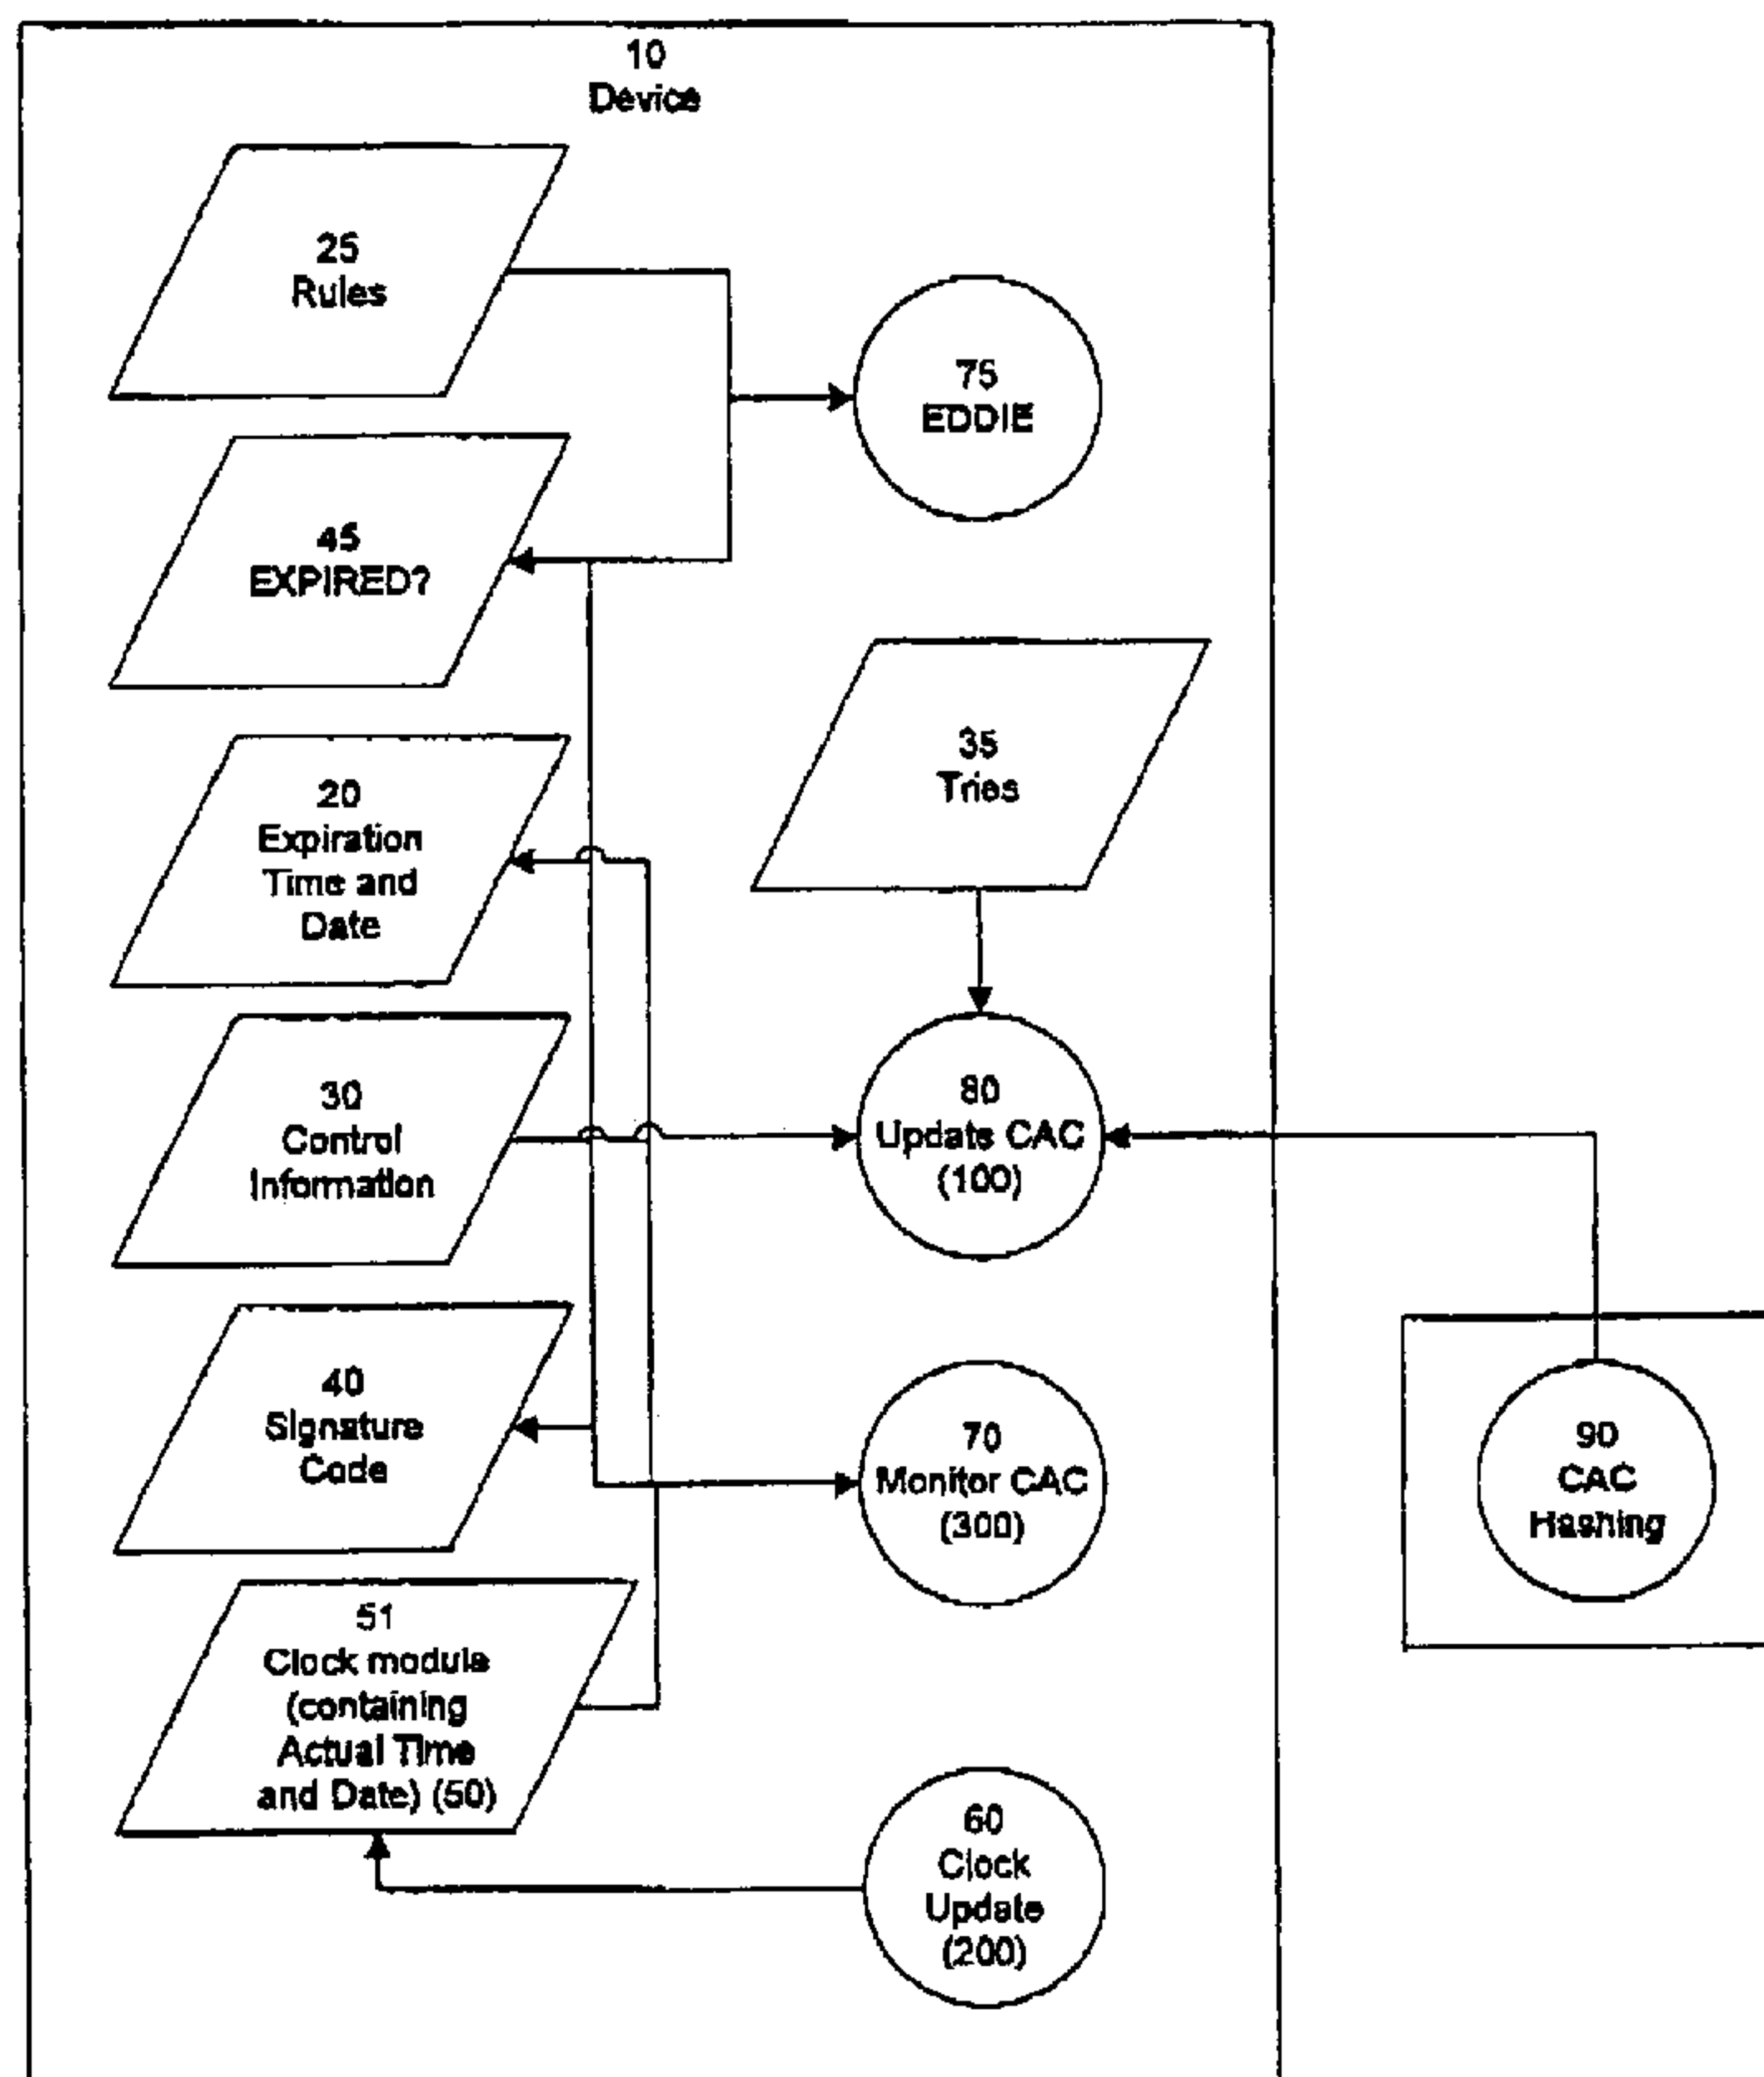 10
Device
25
Rules
75
EDDIE
45
EXPIRED?
35
Tries
20
Expiration
Time and
Date
30
Control
Information
80
Update CAC
(100)
40
Signature
Code
70
Monitor CAC
(300)
90
CAC
Hashing
51
Clock module
(containing
Actual Time
and Date) (50)
60
Clock
Update
(200)